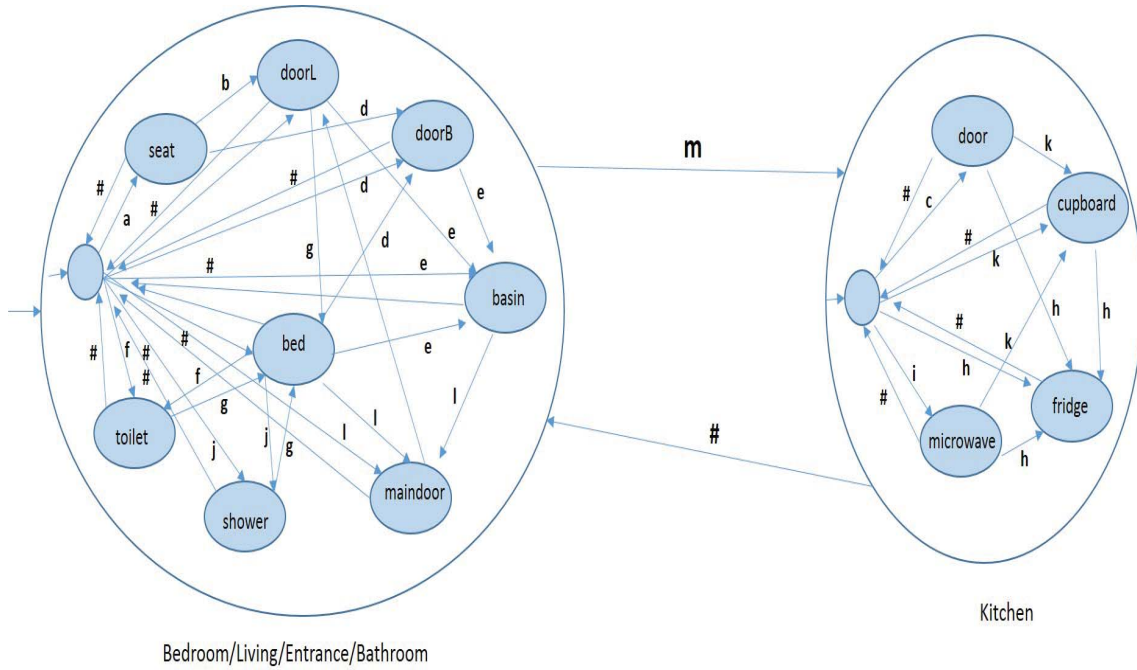 doorL
b
d
doorB
door
m
k
seat
#
d
e
#
a
#
#
c
cupboard
#
k
g
d
e
#
e
basin
bed
#
e
#
k
h
h
h
i
#
f
#
#
f
g
l
l
l
fridge
#
toilet
j
j
g
#
microwave
h
maindoor
shower
Kitchen
Bedroom/Living/Entrance/Bathroom